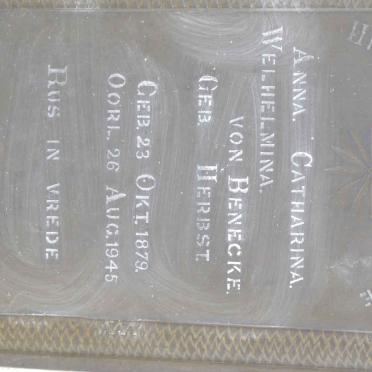 ANNA CATHARINA.
WELHELMINA.
VON BENECKE.
GEB. HERBST.
GEB. 23 OKT. 1879.
OORL. 26 AUG. 1945
RUS IN VREDE